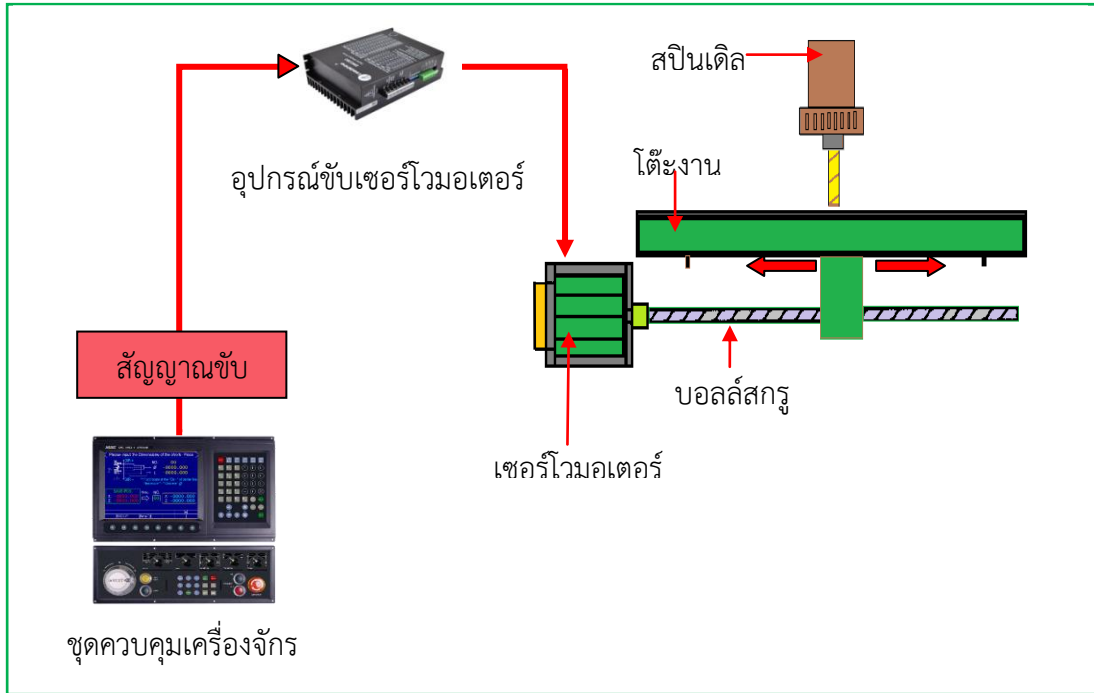 สปินเดิล
โต๊ะงาน
อุปกรณ์ขับเซอร์โวมอเตอร์
สัญญาณขับ
บอลล์สกรู
เซอร์โวมอเตอร์
ชุดควบคุมเครื่องจักร